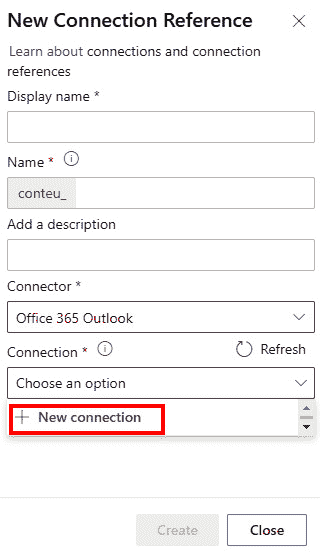 New Connection Reference
Learn about connections and connection
references
Display name *
Name *
conteu_
Add a description
Connector *
Office 365 Outlook
Connection *
Refresh
Choose an option
New connection
Create
Close